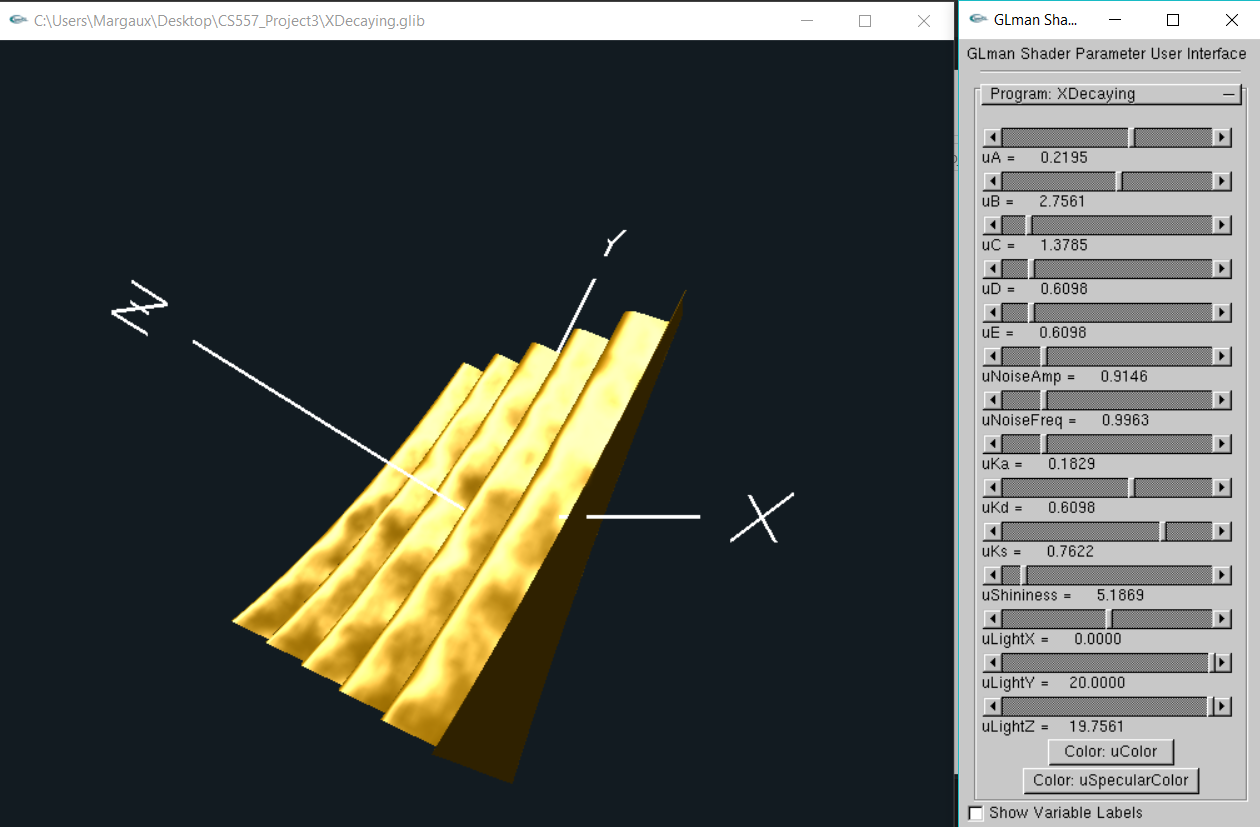 C:\Users\Margaux\Desktop\CS557_Project3\XDecaying.glib
Y
Z
X
GLman Sha...
GLman Shader Parameter User Interface
Program: XDecaying
uA = 0.2195
uB = 2.7561
uC = 1.3785
uD = 0.6098
uE = 0.6098
uNoiseAmp = 0.9146
uNoiseFreq = 0.9963
uKa = 0.1829
uKd = 0.6098
uKs = 0.7622
uShininess = 5.1869
uLightX = 0.0000
uLightY = 20.0000
uLightZ = 19.7561
Color: uColor
Color: uSpecularColor
Show Variable Labels